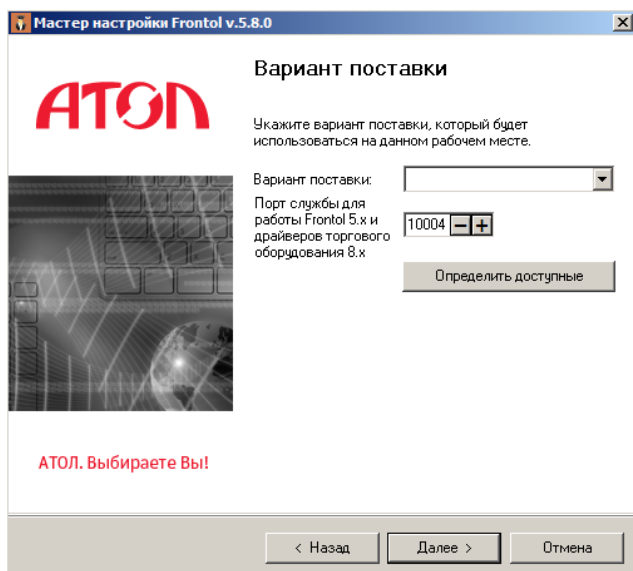 Мастер настройки Frontol v.5.8.0
АТОЛ
Вариант поставки
Укажите вариант поставки, который будет
использоваться на данном рабочем месте.
Вариант поставки:
Порт службы для
работы Frontol 5.x и
драйверов торгового
оборудования 8.x
10004
Определить доступные
АТОЛ. Выбираете Вы!
< Назад
Далее >
Отмена